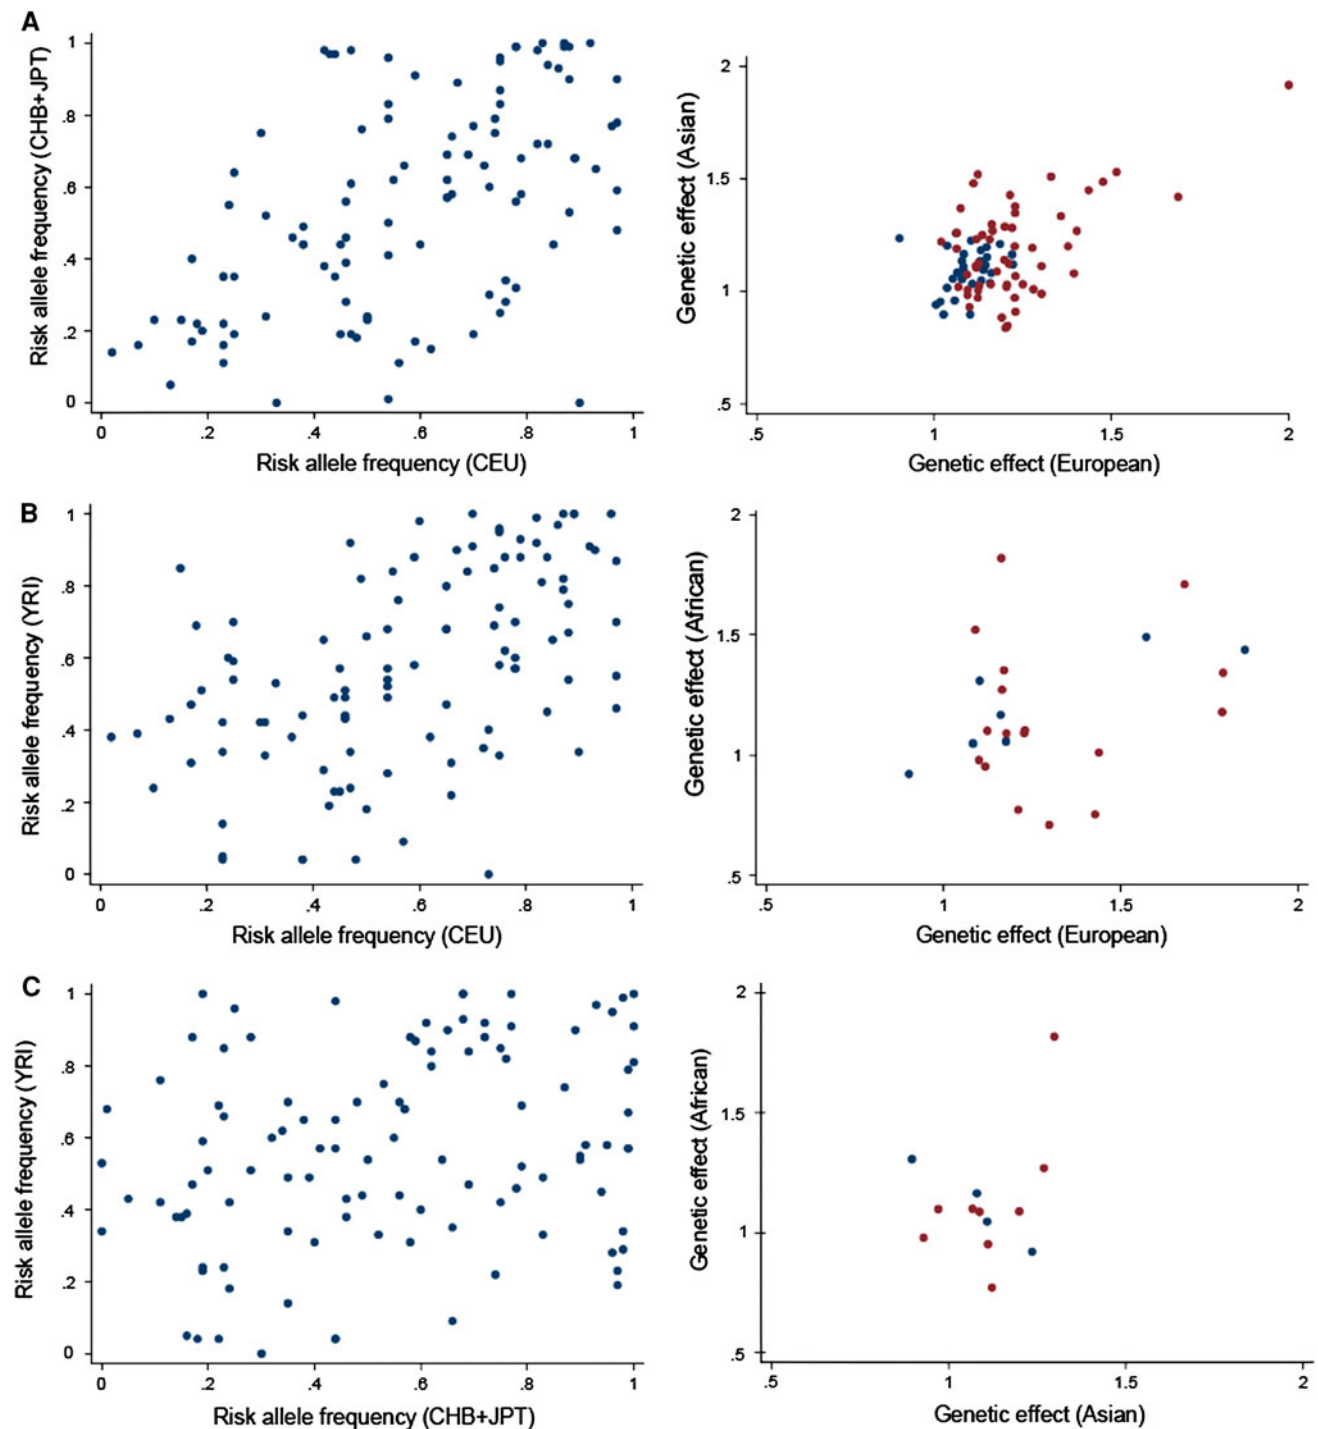 A
Risk allele frequency (CHB+JPT)
1
.8
.6
.4
.2
0
0 .2 .4 .6 .8 1
Risk allele frequency (CEU)
Genetic effect (Asian)
2
1.5
1
.5
.5 1 1.5 2
Genetic effect (European)
B
Risk allele frequency (YRI)
1
.8
.6
.4
.2
0
0 .2 .4 .6 .8 1
Risk allele frequency (CEU)
Genetic effect (African)
2
1.5
1
.5
.5 1 1.5 2
Genetic effect (European)
C
Risk allele frequency (YRI)
1
.8
.6
.4
.2
0
0 .2 .4 .6 .8 1
Risk allele frequency (CHB+JPT)
Genetic effect (African)
2
1.5
1
.5
.5 1 1.5 2
Genetic effect (Asian)